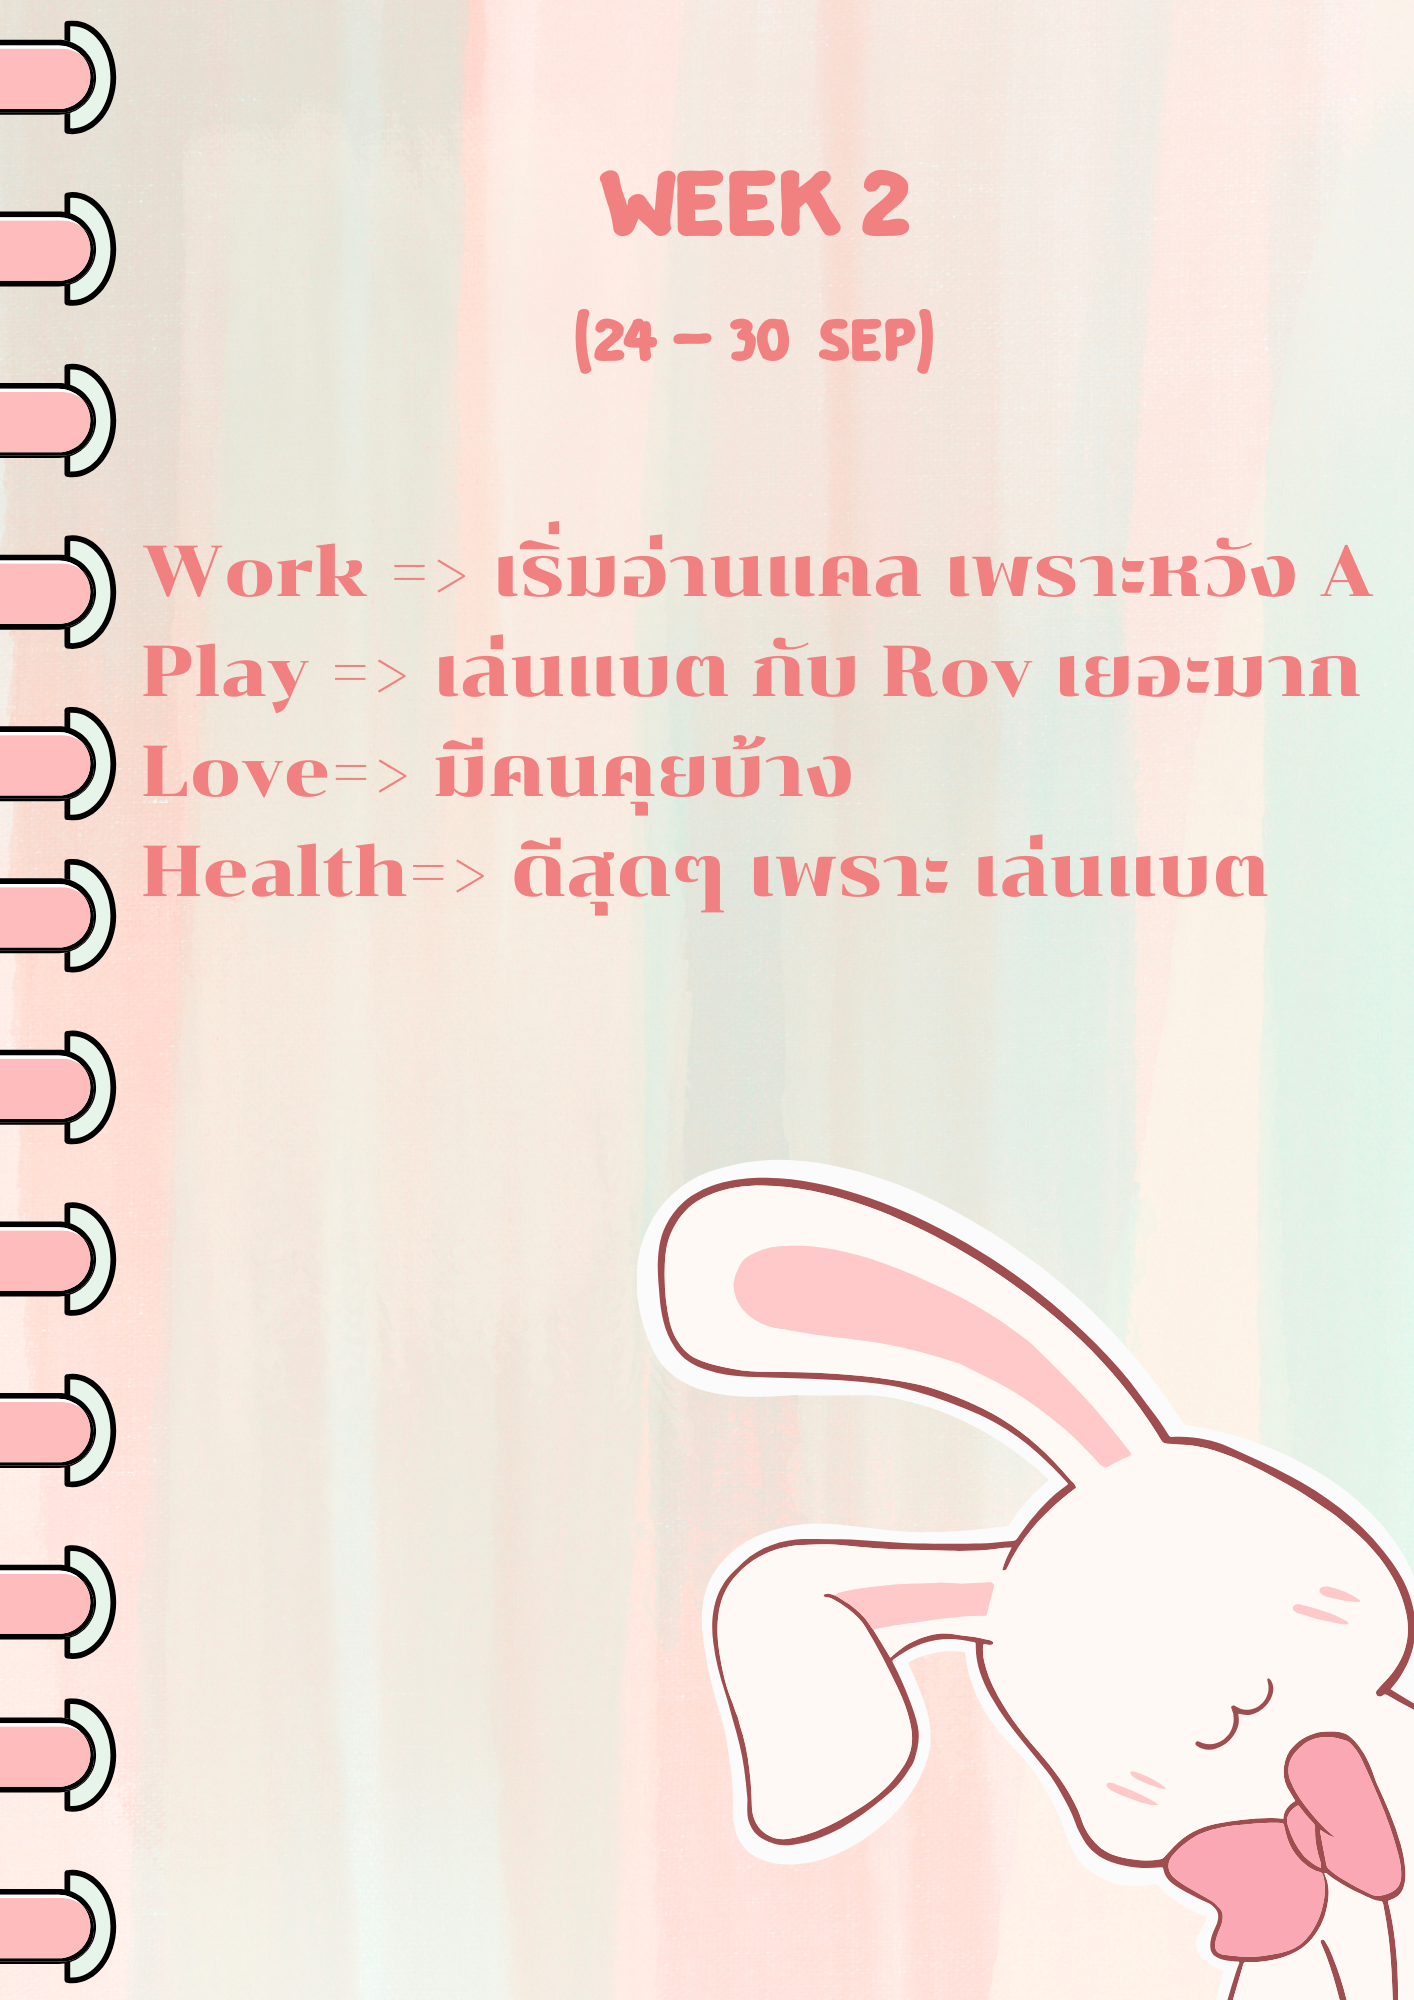 WEEK 2
(24 – 30 SEP)
Work => เริ่มอ่านแคล เพราะหวัง A
Play => เล่นแบต กับ Rov เยอะมาก
Love=> มีคนคุยบ้าง
Health=> ดีสุดๆ เพราะ เล่นแบต